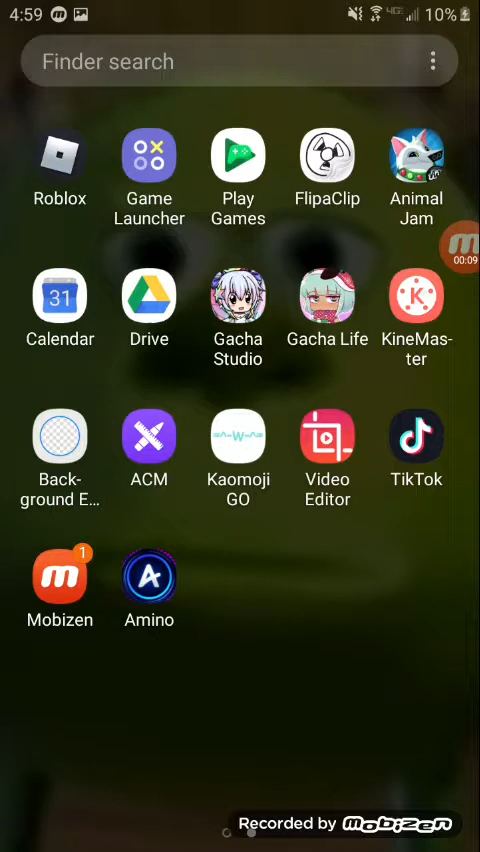 4:59 10%
Finder search
Roblox Game Launcher Play Games FlipaClip Animal Jam
31
Calendar Drive Gacha Studio Gacha Life KineMas-ter
K
Back-ground E... ACM Kaomoji GO Video Editor TikTok
W
1
Mobizen Amino
00:09
Recorded by Mobizen